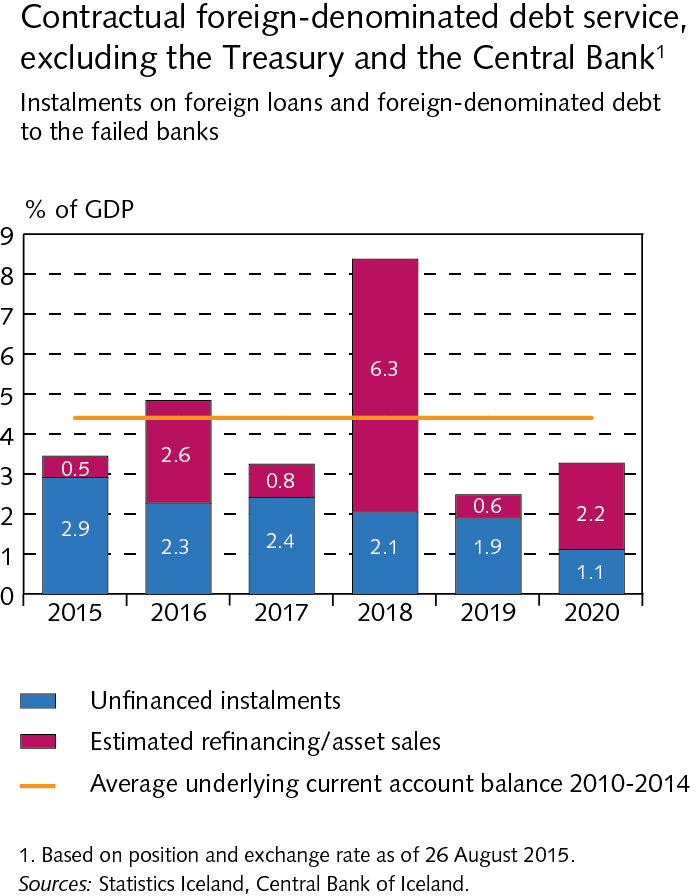 Contractual foreign-denominated debt service,
excluding the Treasury and the Central Bank¹
Instalments on foreign loans and foreign-denominated debt
to the failed banks
% of GDP
9
8
7
6
5
4
3
2
1
0
0.5
2.9
2.6
2.3
0.8
2.4
6.3
2.1
0.6
1.9
2.2
1.1
2015 2016 2017 2018 2019 2020
Unfinanced instalments
Estimated refinancing/asset sales
Average underlying current account balance 2010-2014
1. Based on position and exchange rate as of 26 August 2015.
Sources: Statistics Iceland, Central Bank of Iceland.